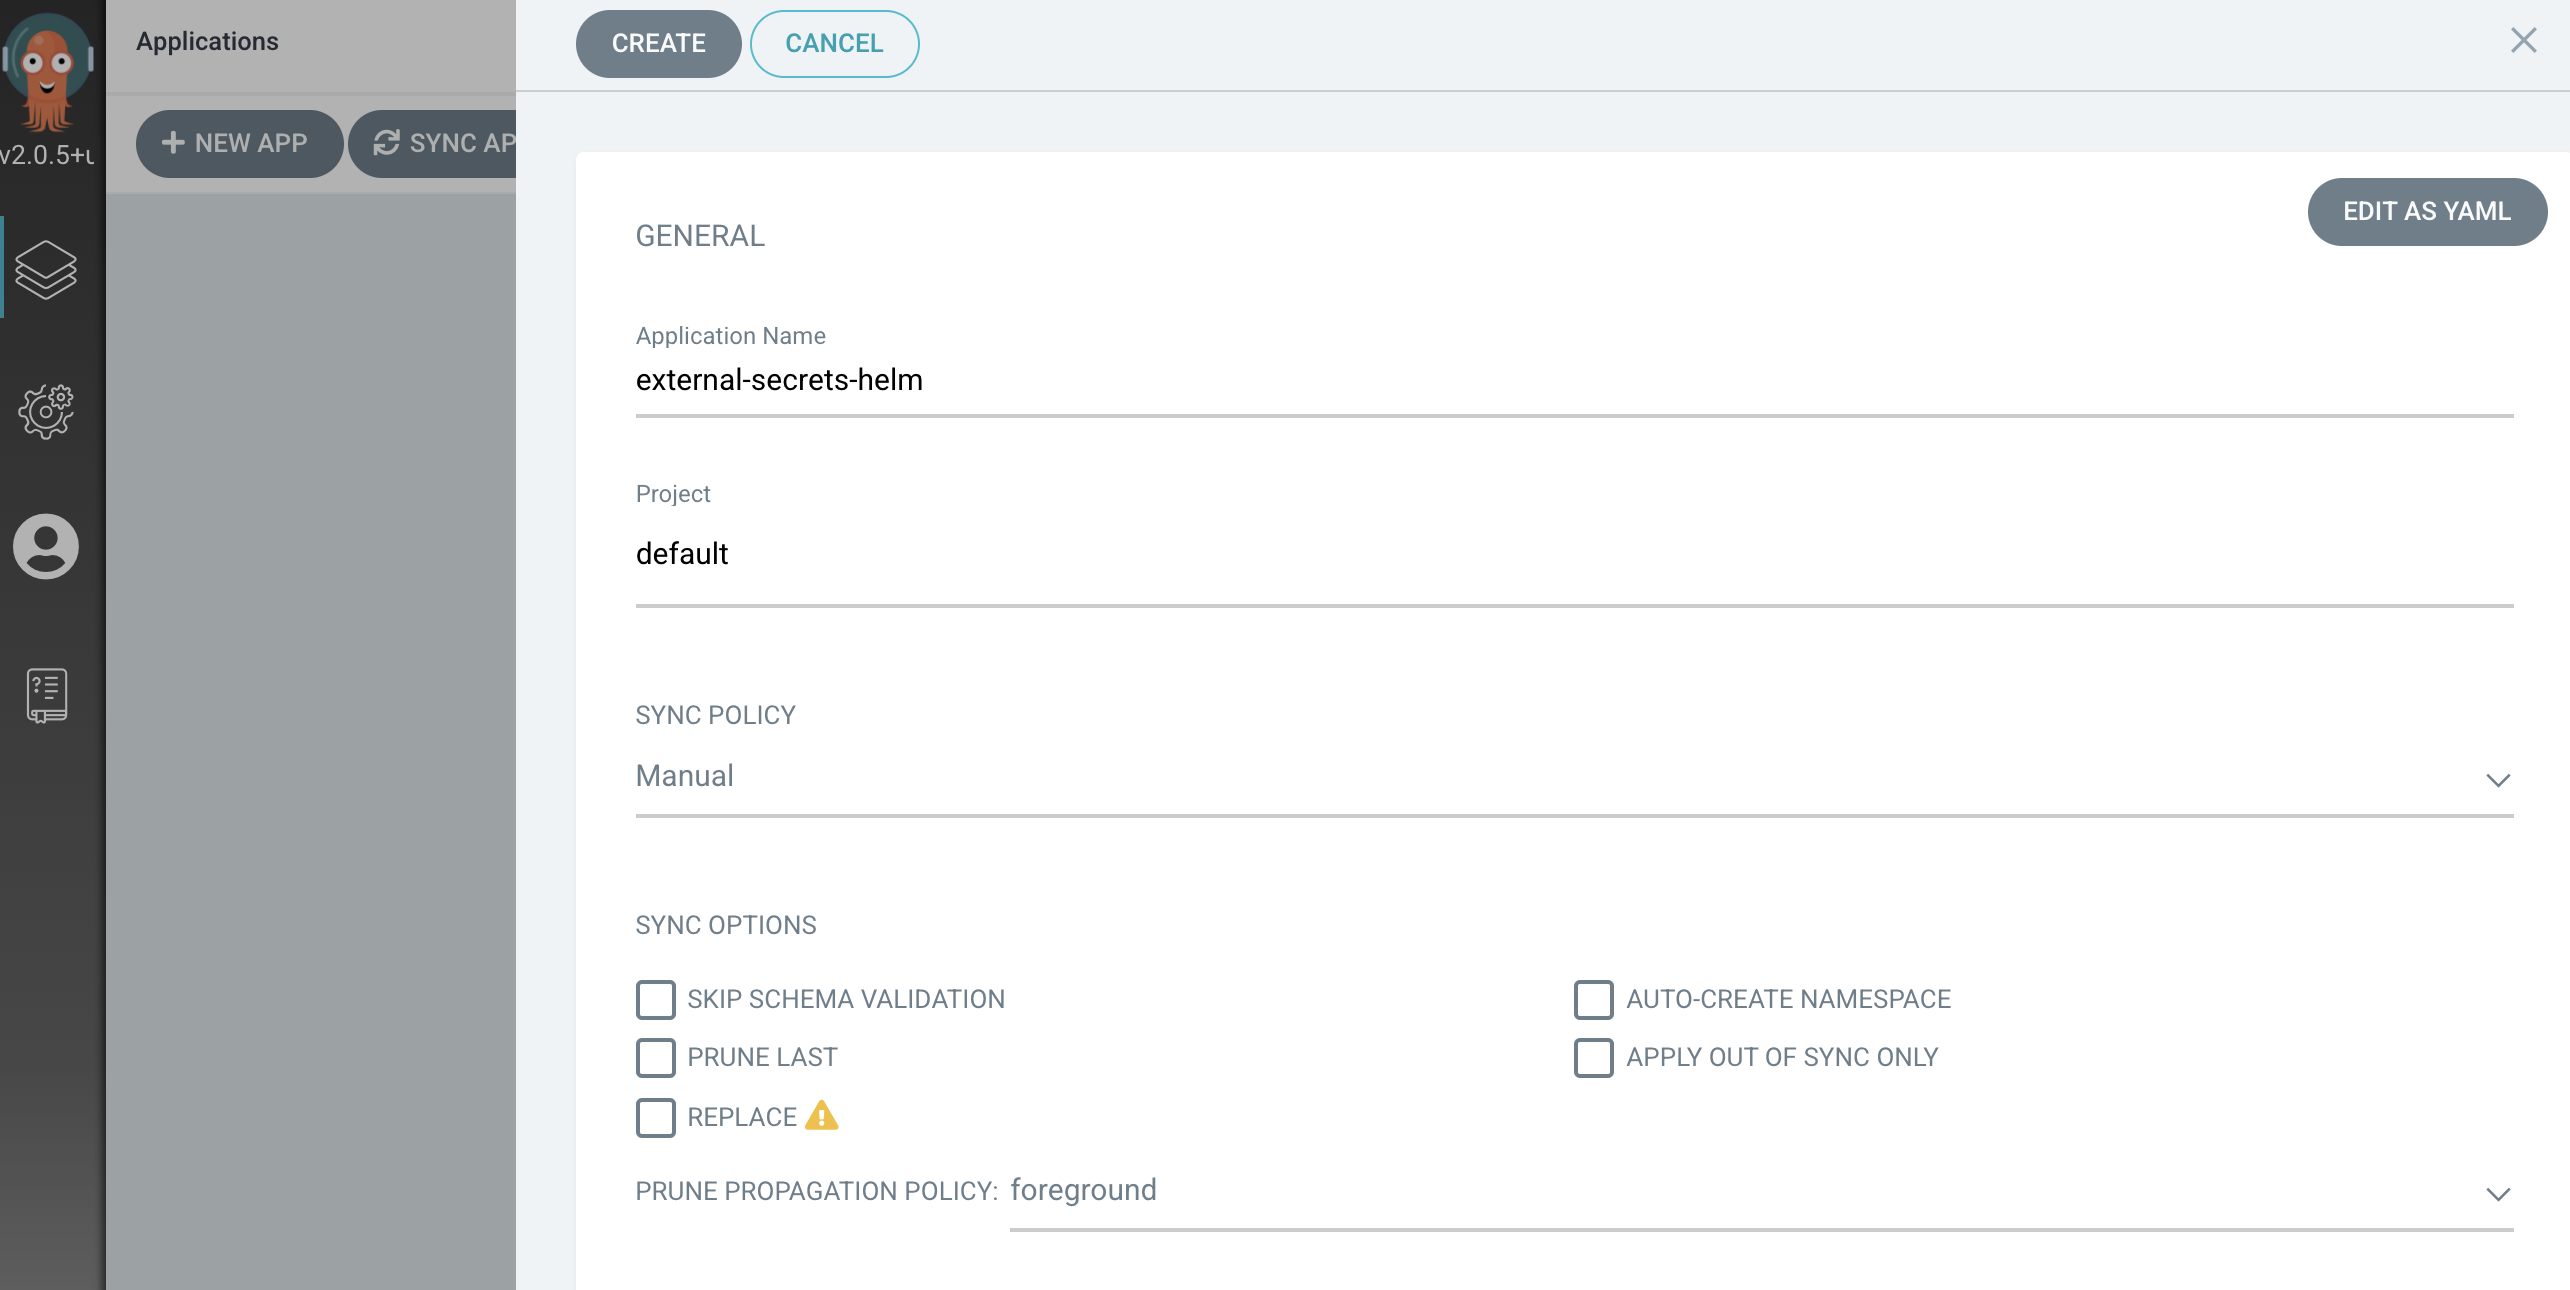 Applications
CREATE
CANCEL
NEW APP
SYNC AP
v2.0.5+u
EDIT AS YAML
GENERAL
Application Name
external-secrets-helm
Project
default
SYNC POLICY
Manual
SYNC OPTIONS
SKIP SCHEMA VALIDATION
AUTO-CREATE NAMESPACE
PRUNE LAST
APPLY OUT OF SYNC ONLY
REPLACE
PRUNE PROPAGATION POLICY: foreground